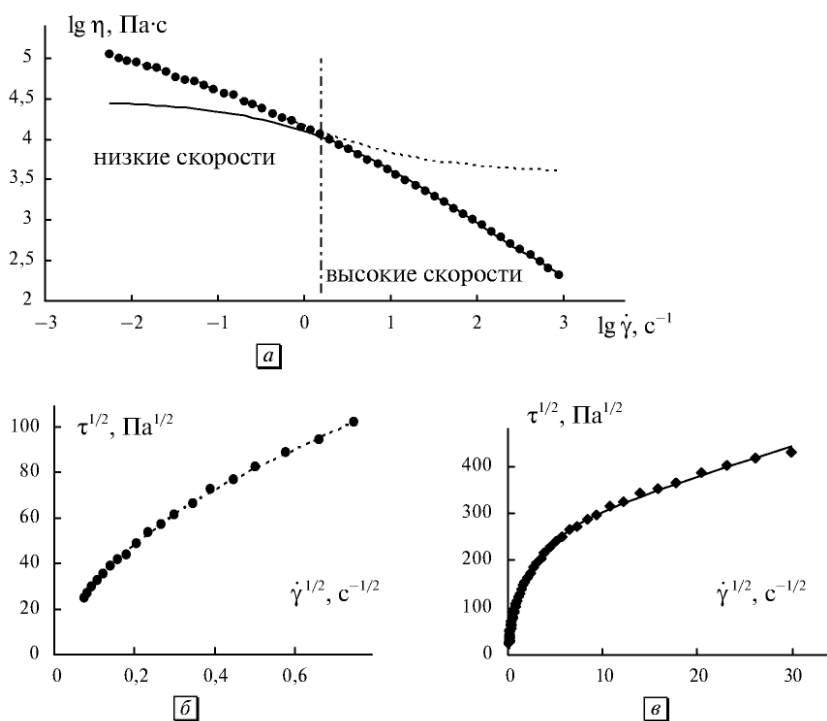 lg η, Па·с
5
4,5
4
3,5
3
2,5
2
низкие скорости
высокие скорости
−3 −2 −1 0 1 2 3
lg γ̇, с⁻¹
а
τ^1/2, Па^1/2
100
80
60
40
20
0
γ̇^1/2, с^−1/2
0 0,2 0,4 0,6
б
τ^1/2, Па^1/2
400
300
200
100
0
γ̇^1/2, с^−1/2
0 10 20 30
в